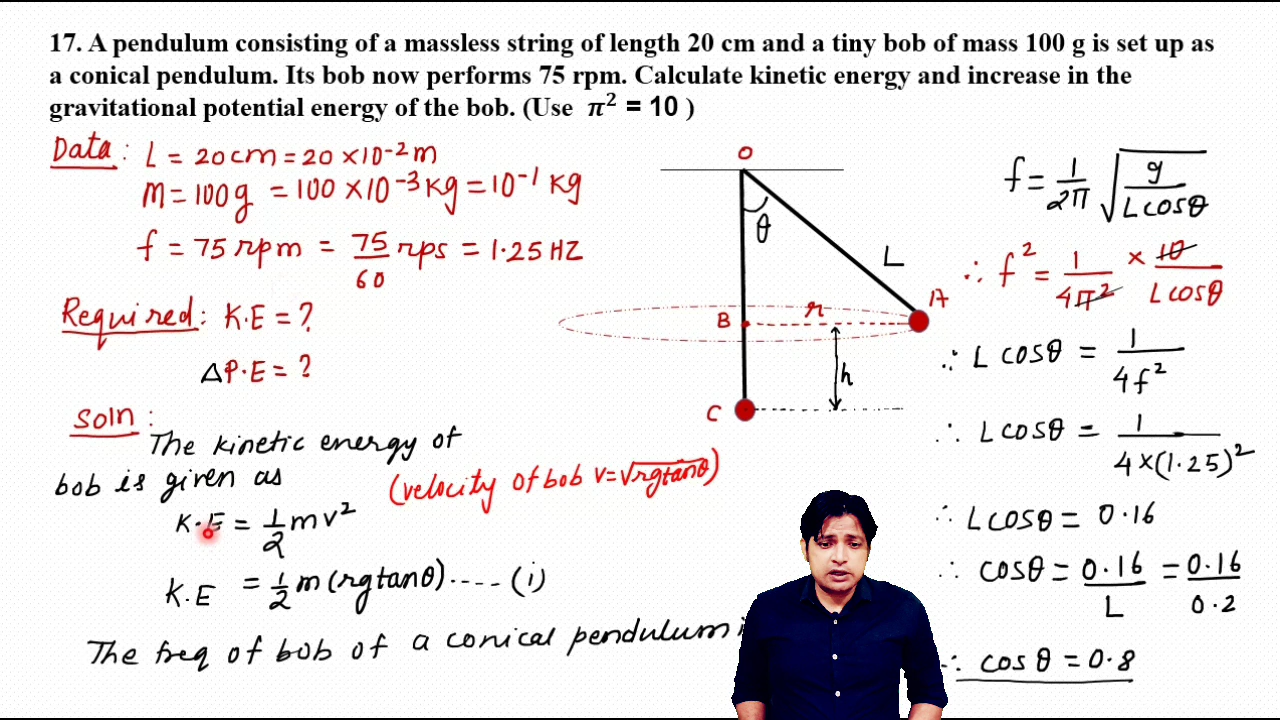 17. A pendulum consisting of a massless string of length 20 cm and a tiny bob of mass 100 g is set up as
a conical pendulum. Its bob now performs 75 rpm. Calculate kinetic energy and increase in the
gravitational potential energy of the bob. (Use π² = 10 )
Data: L = 20cm = 20 ×10⁻² m
m = 100g = 100 ×10⁻³ Kg = 10⁻¹ Kg
f = 75 rpm = 75/60 rps = 1.25 HZ
Required: K.E = ?
ΔP.E = ?
Soln :
The kinetic energy of
bob is given as
(velocity of bob v=√rgtanθ)
K.E = 1/2 mv²
K.E = 1/2 m (rgtanθ)..... (i)
The freq of bob of a conical pendulum
O
θ
L
A
B
r
h
C
f = 1/2π √g/Lcosθ
∴ f² = 1/4π² × 10/Lcosθ
∵ L cosθ = 1/4f²
∴ Lcosθ = 1/4×(1.25)²
∴ Lcosθ = 0.16
∴ cosθ = 0.16/L = 0.16/0.2
∴ cosθ = 0.8